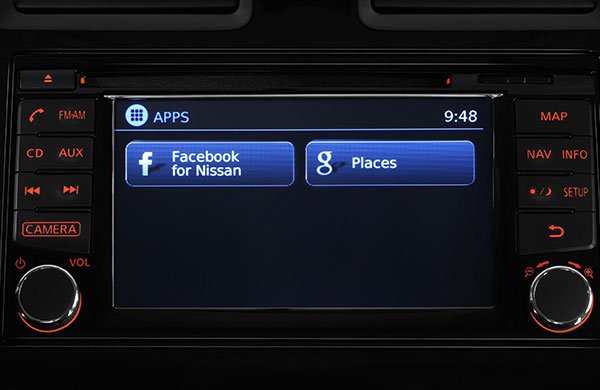 APPS
9:48
FM-AM
MAP
Facebook
for Nissan
g Places
CD AUX
NAV INFO
SETUP
CAMERA
VOL